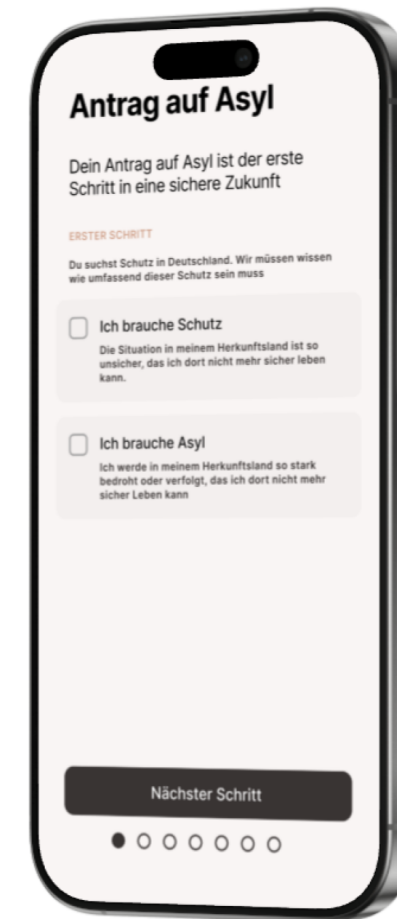 Antrag auf Asyl
Dein Antrag auf Asyl ist der erste
Schritt in eine sichere Zukunft
ERSTER SCHRITT
Du suchst Schutz in Deutschland. Wir müssen wissen
wie umfassend dieser Schutz sein muss
Ich brauche Schutz
Die Situation in meinem Herkunftsland ist so
unsicher, das ich dort nicht mehr sicher leben
kann.
Ich brauche Asyl
Ich werde in meinem Herkunftsland so stark
bedroht oder verfolgt, das ich dort nicht mehr
sicher Leben kann
Nächster Schritt